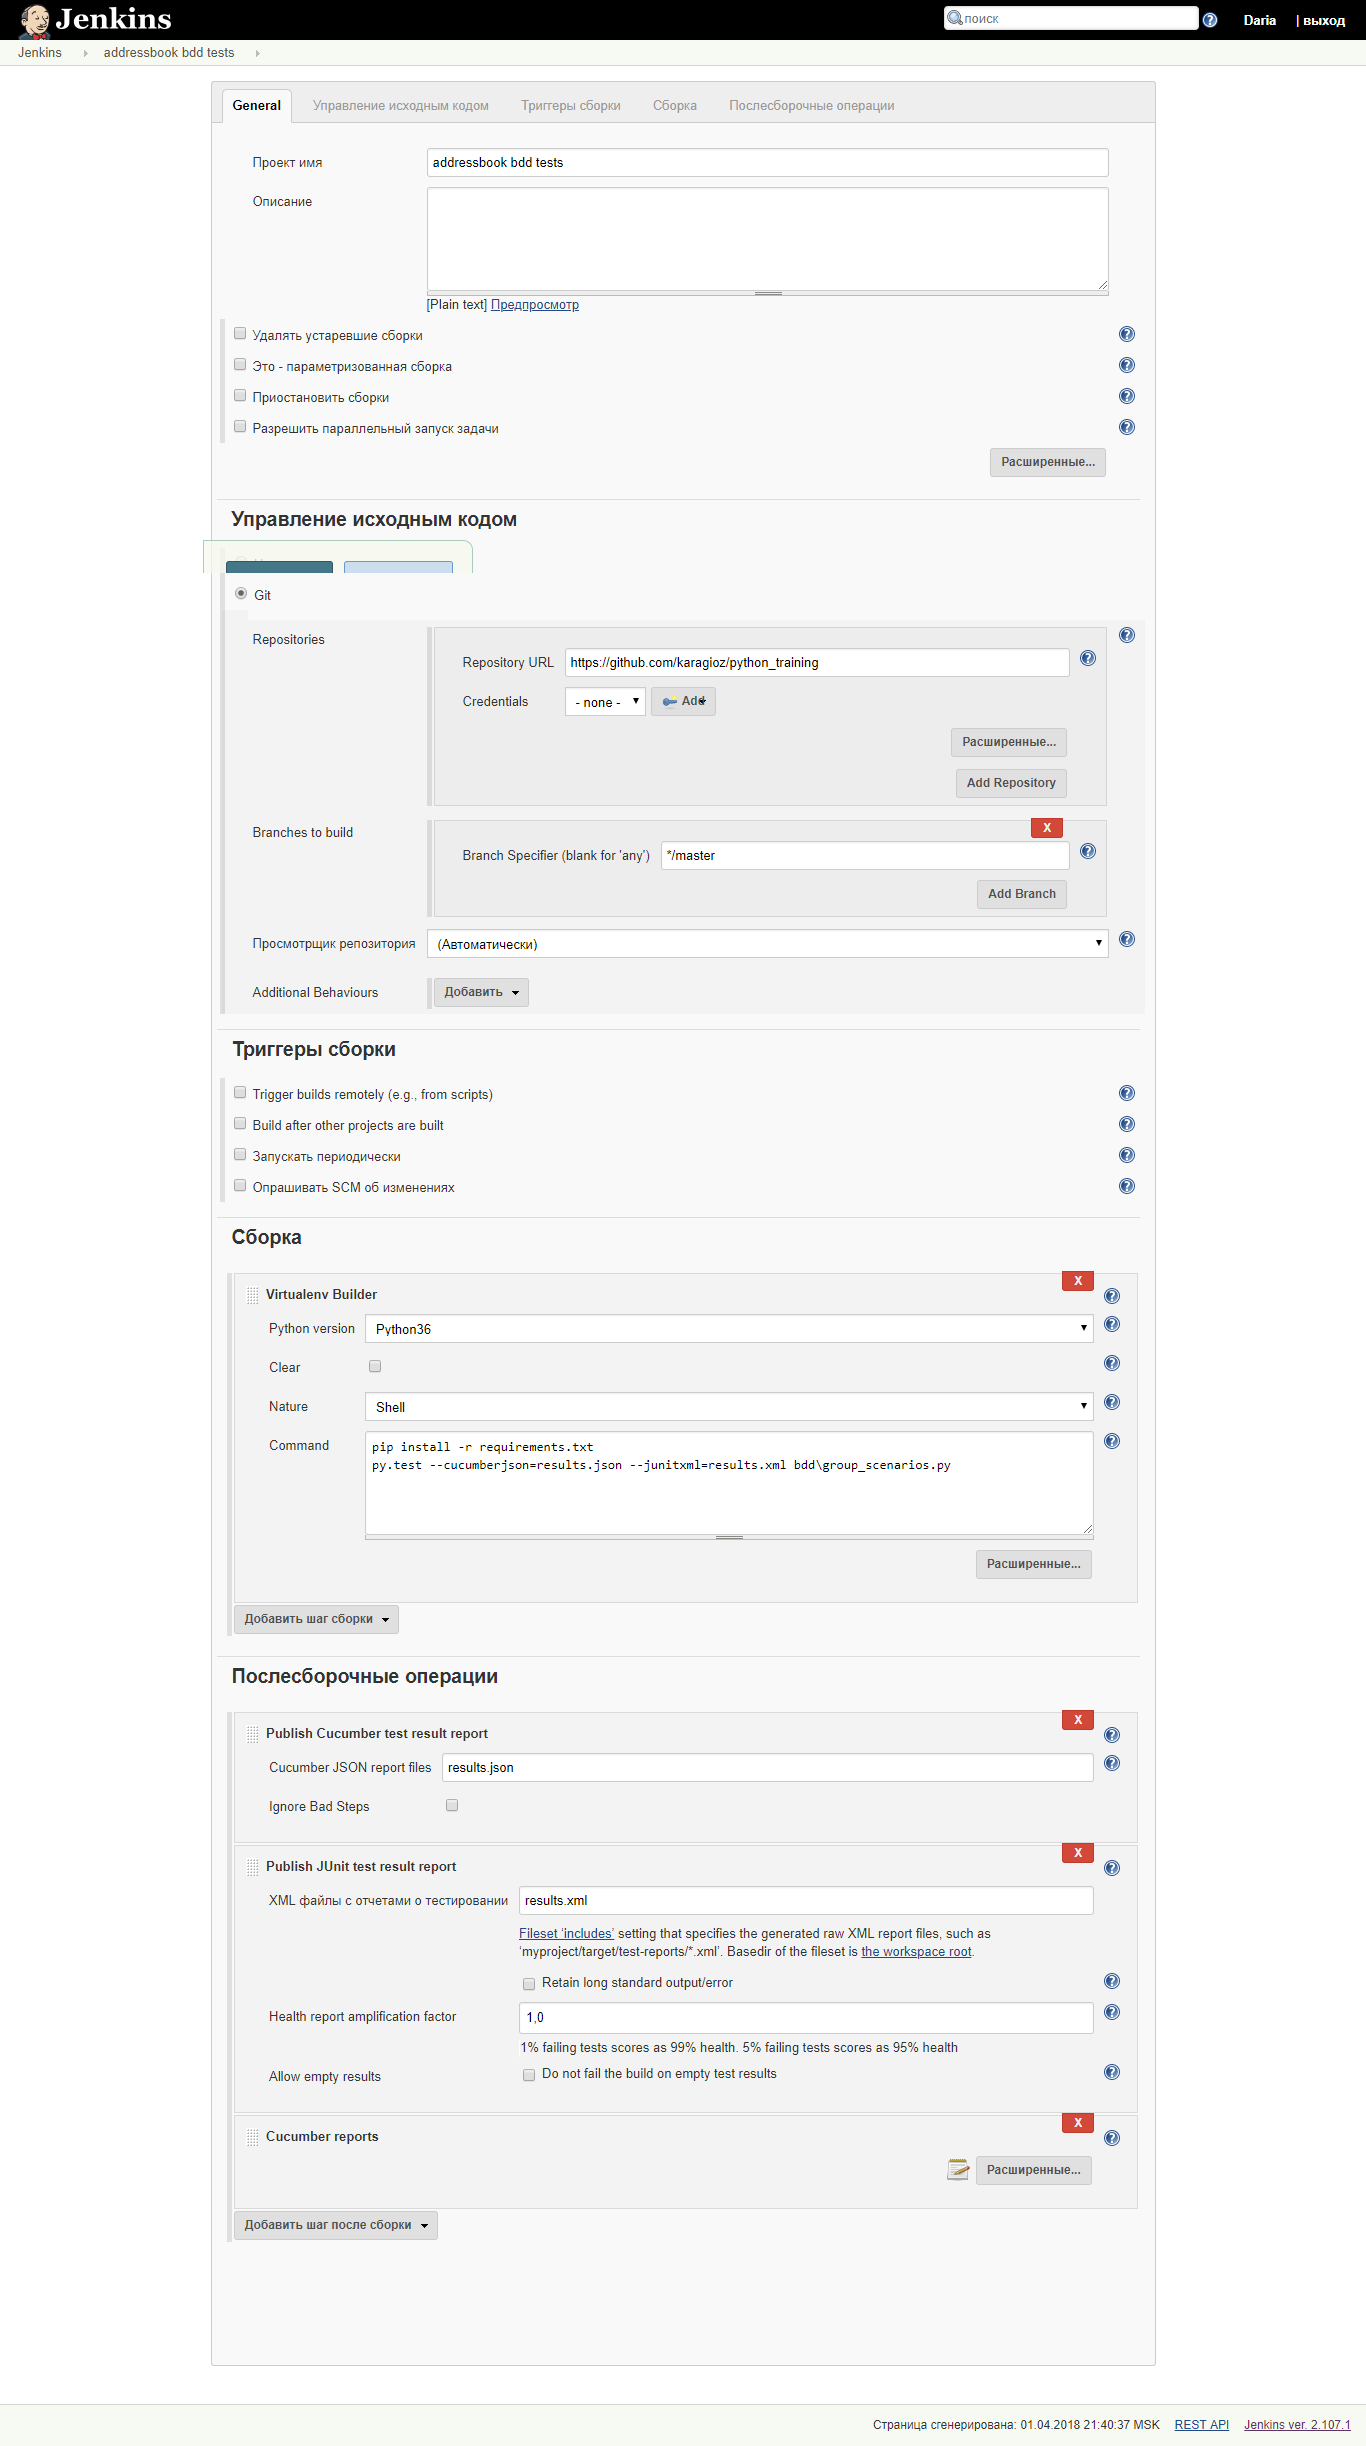 Jenkins
поиск
Daria
| выход
Jenkins
addressbook bdd tests
General
Управление исходным кодом
Триггеры сборки
Сборка
Послесборочные операции
Проект имя
addressbook bdd tests
Описание
[Plain text] Предпросмотр
Удалять устаревшие сборки
Это - параметризованная сборка
Приостановить сборки
Разрешить параллельный запуск задачи
Расширенные...
Управление исходным кодом
Git
Repositories
Repository URL
https://github.com/karagioz/python_training
Credentials
- none -
Add
Расширенные...
Add Repository
Branches to build
X
Branch Specifier (blank for 'any')
*/master
Add Branch
Просмотрщик репозитория
(Автоматически)
Additional Behaviours
Добавить
Триггеры сборки
Trigger builds remotely (e.g., from scripts)
Build after other projects are built
Запускать периодически
Опрашивать SCM об изменениях
Сборка
X
Virtualenv Builder
Python version
Python36
Clear
Nature
Shell
Command
pip install -r requirements.txt
py.test --cucumberjson=results.json --junitxml=results.xml bdd\group_scenarios.py
Расширенные...
Добавить шаг сборки
Послесборочные операции
X
Publish Cucumber test result report
Cucumber JSON report files
results.json
Ignore Bad Steps
X
Publish JUnit test result report
XML файлы с отчетами о тестировании
results.xml
Fileset 'includes' setting that specifies the generated raw XML report files, such as
'myproject/target/test-reports/*.xml'. Basedir of the fileset is the workspace root.
Retain long standard output/error
Health report amplification factor
1,0
1% failing tests scores as 99% health. 5% failing tests scores as 95% health
Allow empty results
Do not fail the build on empty test results
X
Cucumber reports
Расширенные...
Добавить шаг после сборки
Страница сгенерирована: 01.04.2018 21:40:37 MSK
REST API
Jenkins ver. 2.107.1